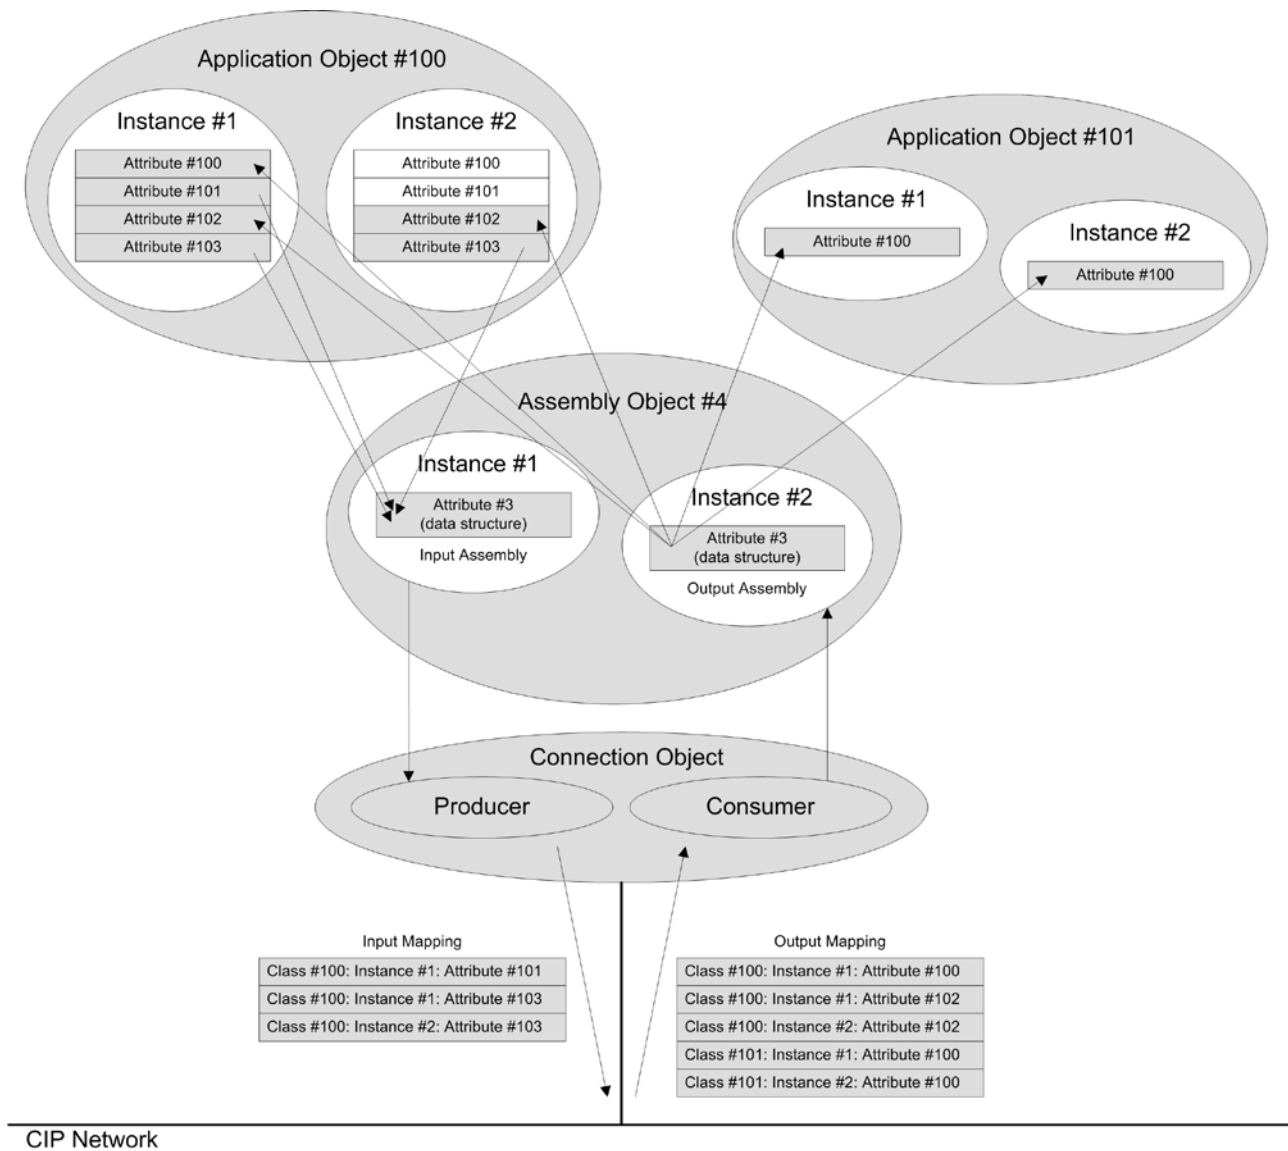 Application Object #100
Instance #1
Attribute #100
Attribute #101
Attribute #102
Attribute #103
Instance #2
Attribute #100
Attribute #101
Attribute #102
Attribute #103
Application Object #101
Instance #1
Attribute #100
Instance #2
Attribute #100
Assembly Object #4
Instance #1
Attribute #3
(data structure)
Input Assembly
Instance #2
Attribute #3
(data structure)
Output Assembly
Connection Object
Producer
Consumer
Input Mapping
Class #100: Instance #1: Attribute #101
Class #100: Instance #1: Attribute #103
Class #100: Instance #2: Attribute #103
Output Mapping
Class #100: Instance #1: Attribute #100
Class #100: Instance #1: Attribute #102
Class #100: Instance #2: Attribute #102
Class #101: Instance #1: Attribute #100
Class #101: Instance #2: Attribute #100
CIP Network